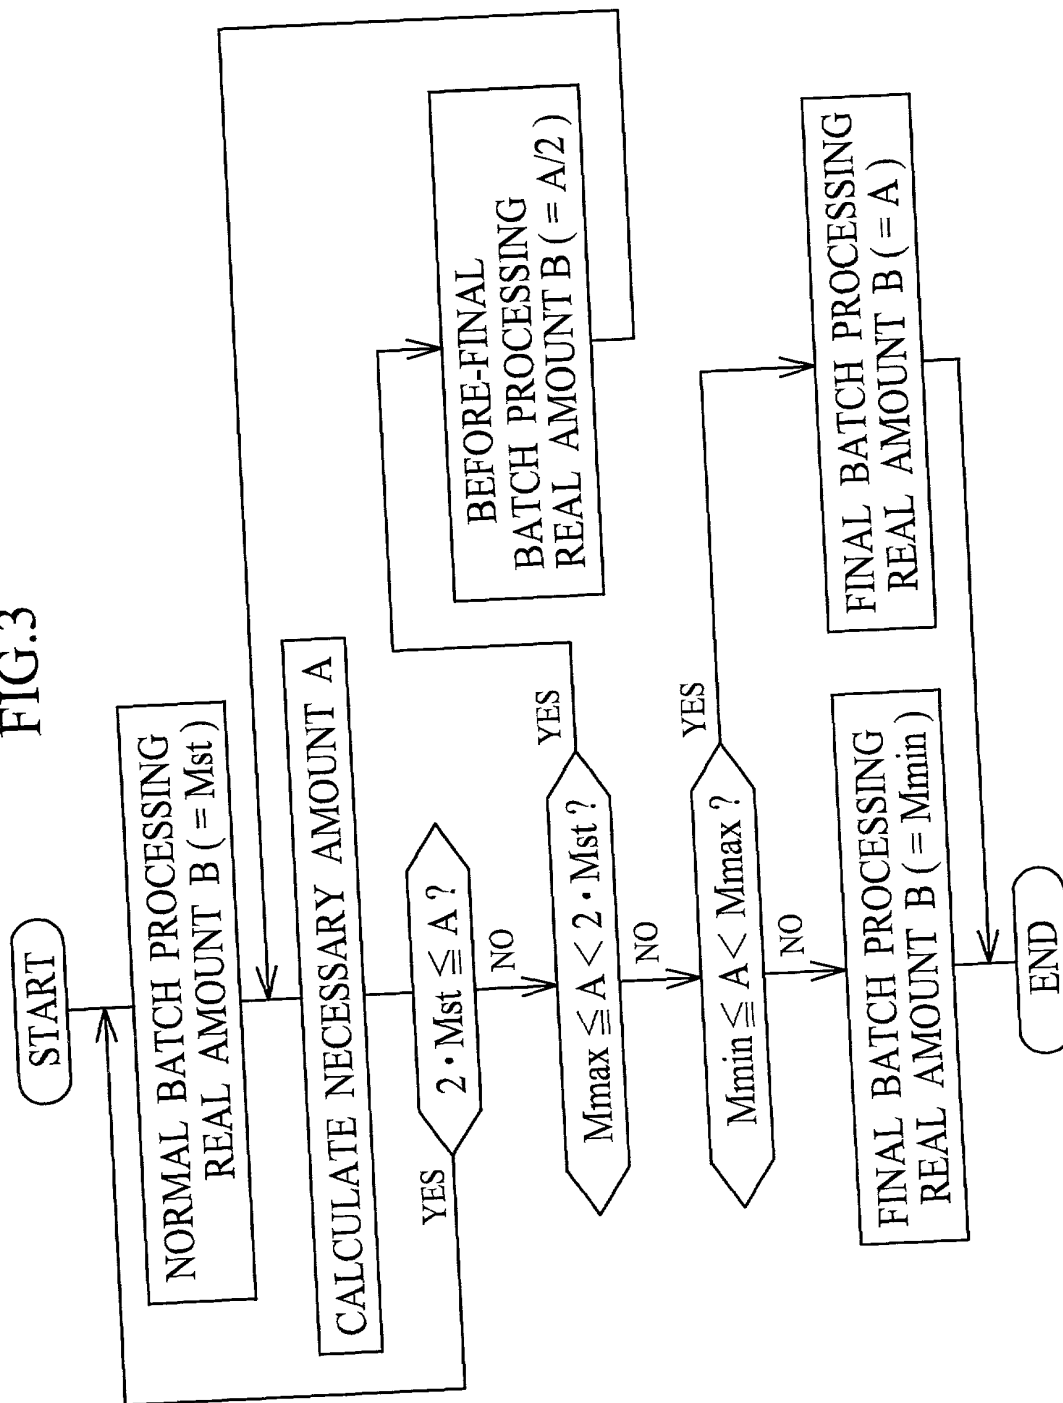 FIG.3
START
NORMAL BATCH PROCESSING
REAL AMOUNT B ( = Mst )
CALCULATE NECESSARY AMOUNT A
2・Mst ≦ A ?
YES
NO
Mmax ≦ A < 2・Mst ?
YES
NO
BEFORE-FINAL
BATCH PROCESSING
REAL AMOUNT B ( = A/2 )
Mmin ≦ A < Mmax ?
YES
NO
FINAL BATCH PROCESSING
REAL AMOUNT B ( = Mmin )
FINAL BATCH PROCESSING
REAL AMOUNT B ( = A )
END